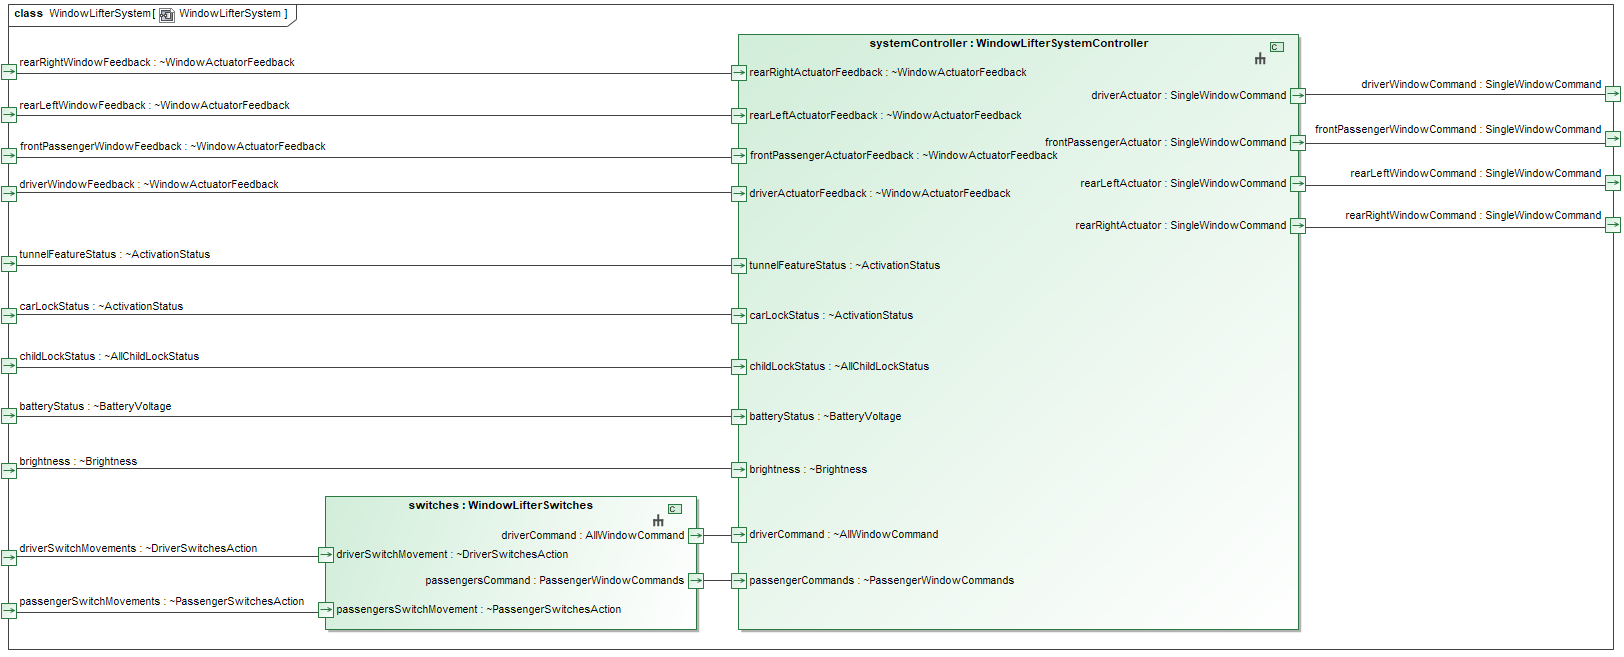 class WindowLifterSystem[ WindowLifterSystem ]
systemController : WindowLifterSystemController
C
rearRightWindowFeedback : ~WindowActuatorFeedback
rearRightActuatorFeedback : ~WindowActuatorFeedback
driverActuator : SingleWindowCommand
driverWindowCommand : SingleWindowCommand
rearLeftWindowFeedback : ~WindowActuatorFeedback
rearLeftActuatorFeedback : ~WindowActuatorFeedback
frontPassengerActuator : SingleWindowCommand
frontPassengerWindowCommand : SingleWindowCommand
frontPassengerWindowFeedback : ~WindowActuatorFeedback
frontPassengerActuatorFeedback : ~WindowActuatorFeedback
rearLeftActuator : SingleWindowCommand
rearLeftWindowCommand : SingleWindowCommand
driverWindowFeedback : ~WindowActuatorFeedback
driverActuatorFeedback : ~WindowActuatorFeedback
rearRightActuator : SingleWindowCommand
rearRightWindowCommand : SingleWindowCommand
tunnelFeatureStatus : ~ActivationStatus
tunnelFeatureStatus : ~ActivationStatus
carLockStatus : ~ActivationStatus
carLockStatus : ~ActivationStatus
childLockStatus : ~AllChildLockStatus
childLockStatus : ~AllChildLockStatus
batteryStatus : ~BatteryVoltage
batteryStatus : ~BatteryVoltage
brightness : ~Brightness
brightness : ~Brightness
switches : WindowLifterSwitches
C
driverCommand : AllWindowCommand
driverCommand : ~AllWindowCommand
driverSwitchMovements : ~DriverSwitchesAction
driverSwitchMovement : ~DriverSwitchesAction
passengersCommand : PassengerWindowCommands
passengerCommands : ~PassengerWindowCommands
passengerSwitchMovements : ~PassengerSwitchesAction
passengersSwitchMovement : ~PassengerSwitchesAction